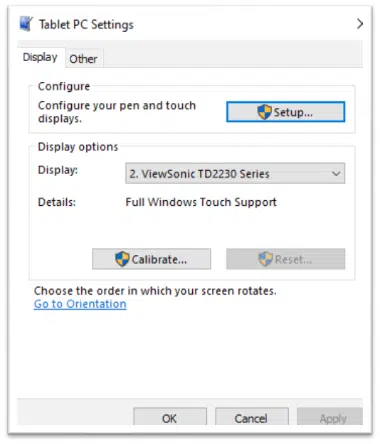 Tablet PC Settings
Display Other
Configure
Configure your pen and touch
displays.
Setup...
Display options
Display: 2. ViewSonic TD2230 Series
Details: Full Windows Touch Support
Calibrate... Reset...
Choose the order in which your screen rotates.
Go to Orientation
OK Cancel Apply